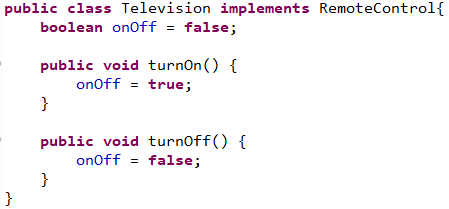 public class Television implements RemoteControl{
    boolean onOff = false;

    public void turnOn() {
        onOff = true;
    }

    public void turnOff() {
        onOff = false;
    }
}